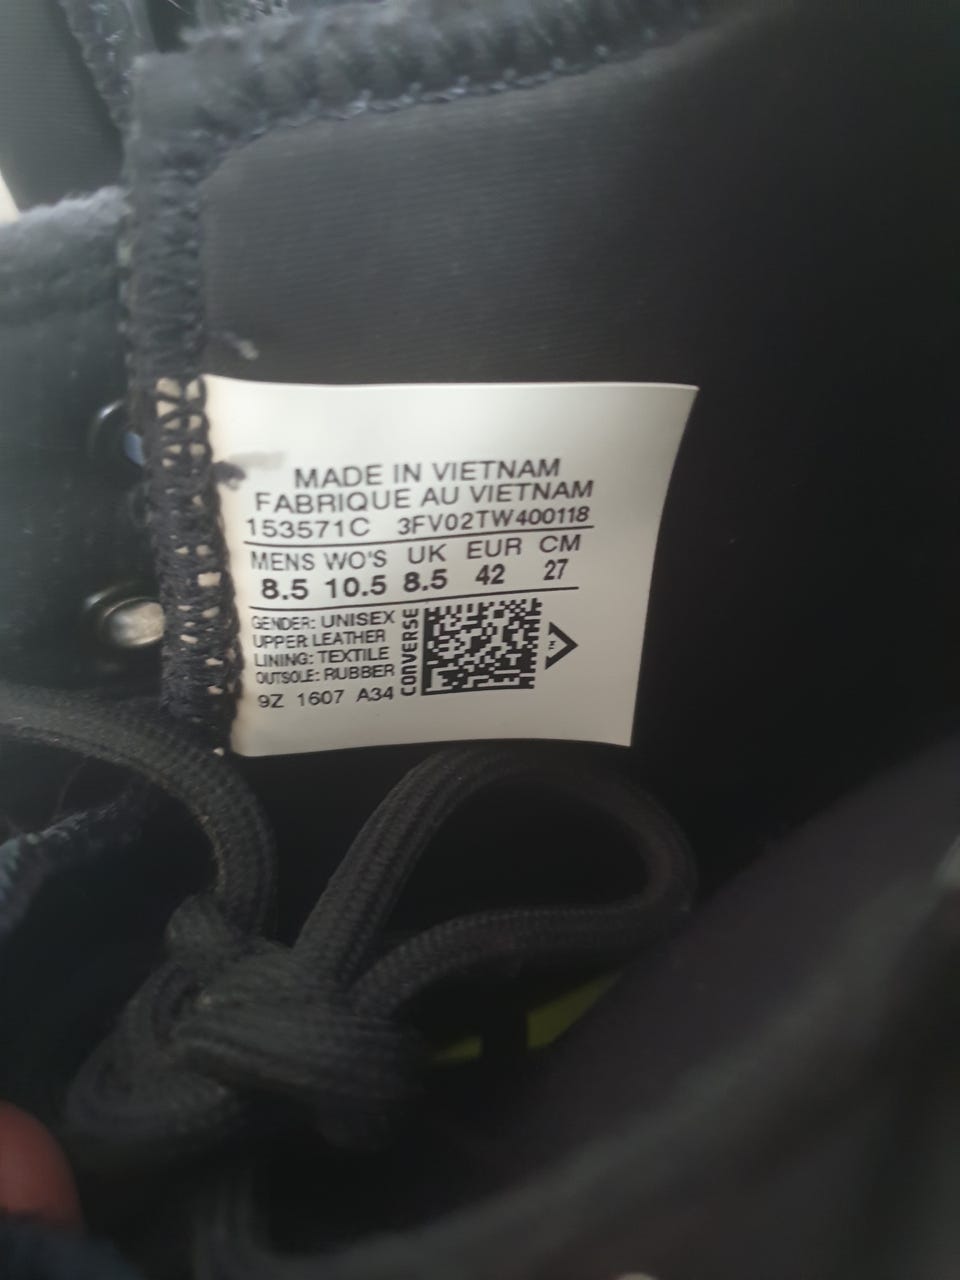 MADE IN VIETNAM
FABRIQUE AU VIETNAM
153571C 3FV02TW400118
MENS WO'S UK EUR CM
8.5 10.5 8.5 42 27
GENDER: UNISEX
UPPER: LEATHER
LINING: TEXTILE
OUTSOLE: RUBBER
9Z 1607 A34
CONVERSE